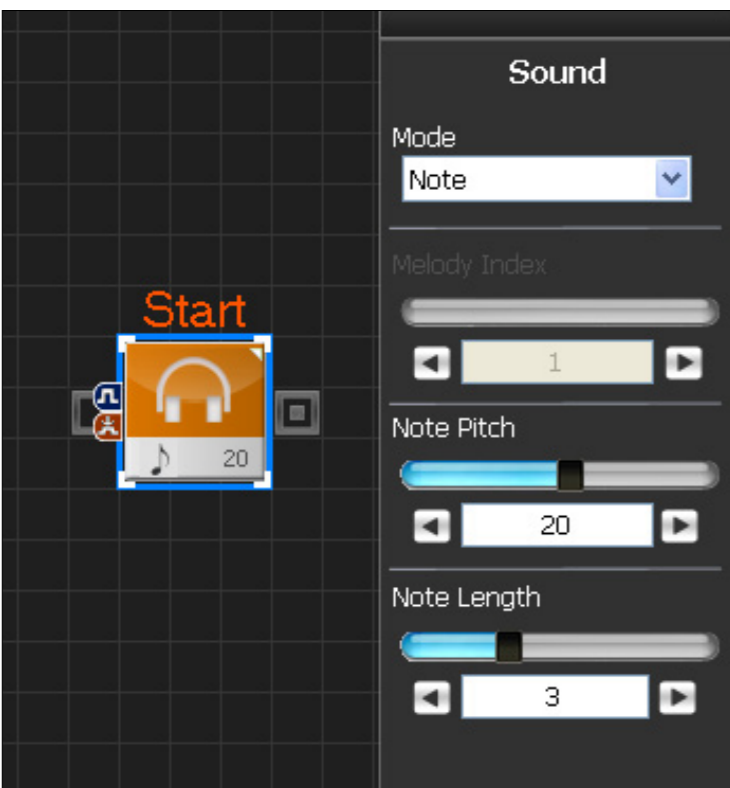 Sound
Mode
Note
Melody Index
1
Note Pitch
20
Note Length
3
Start
20